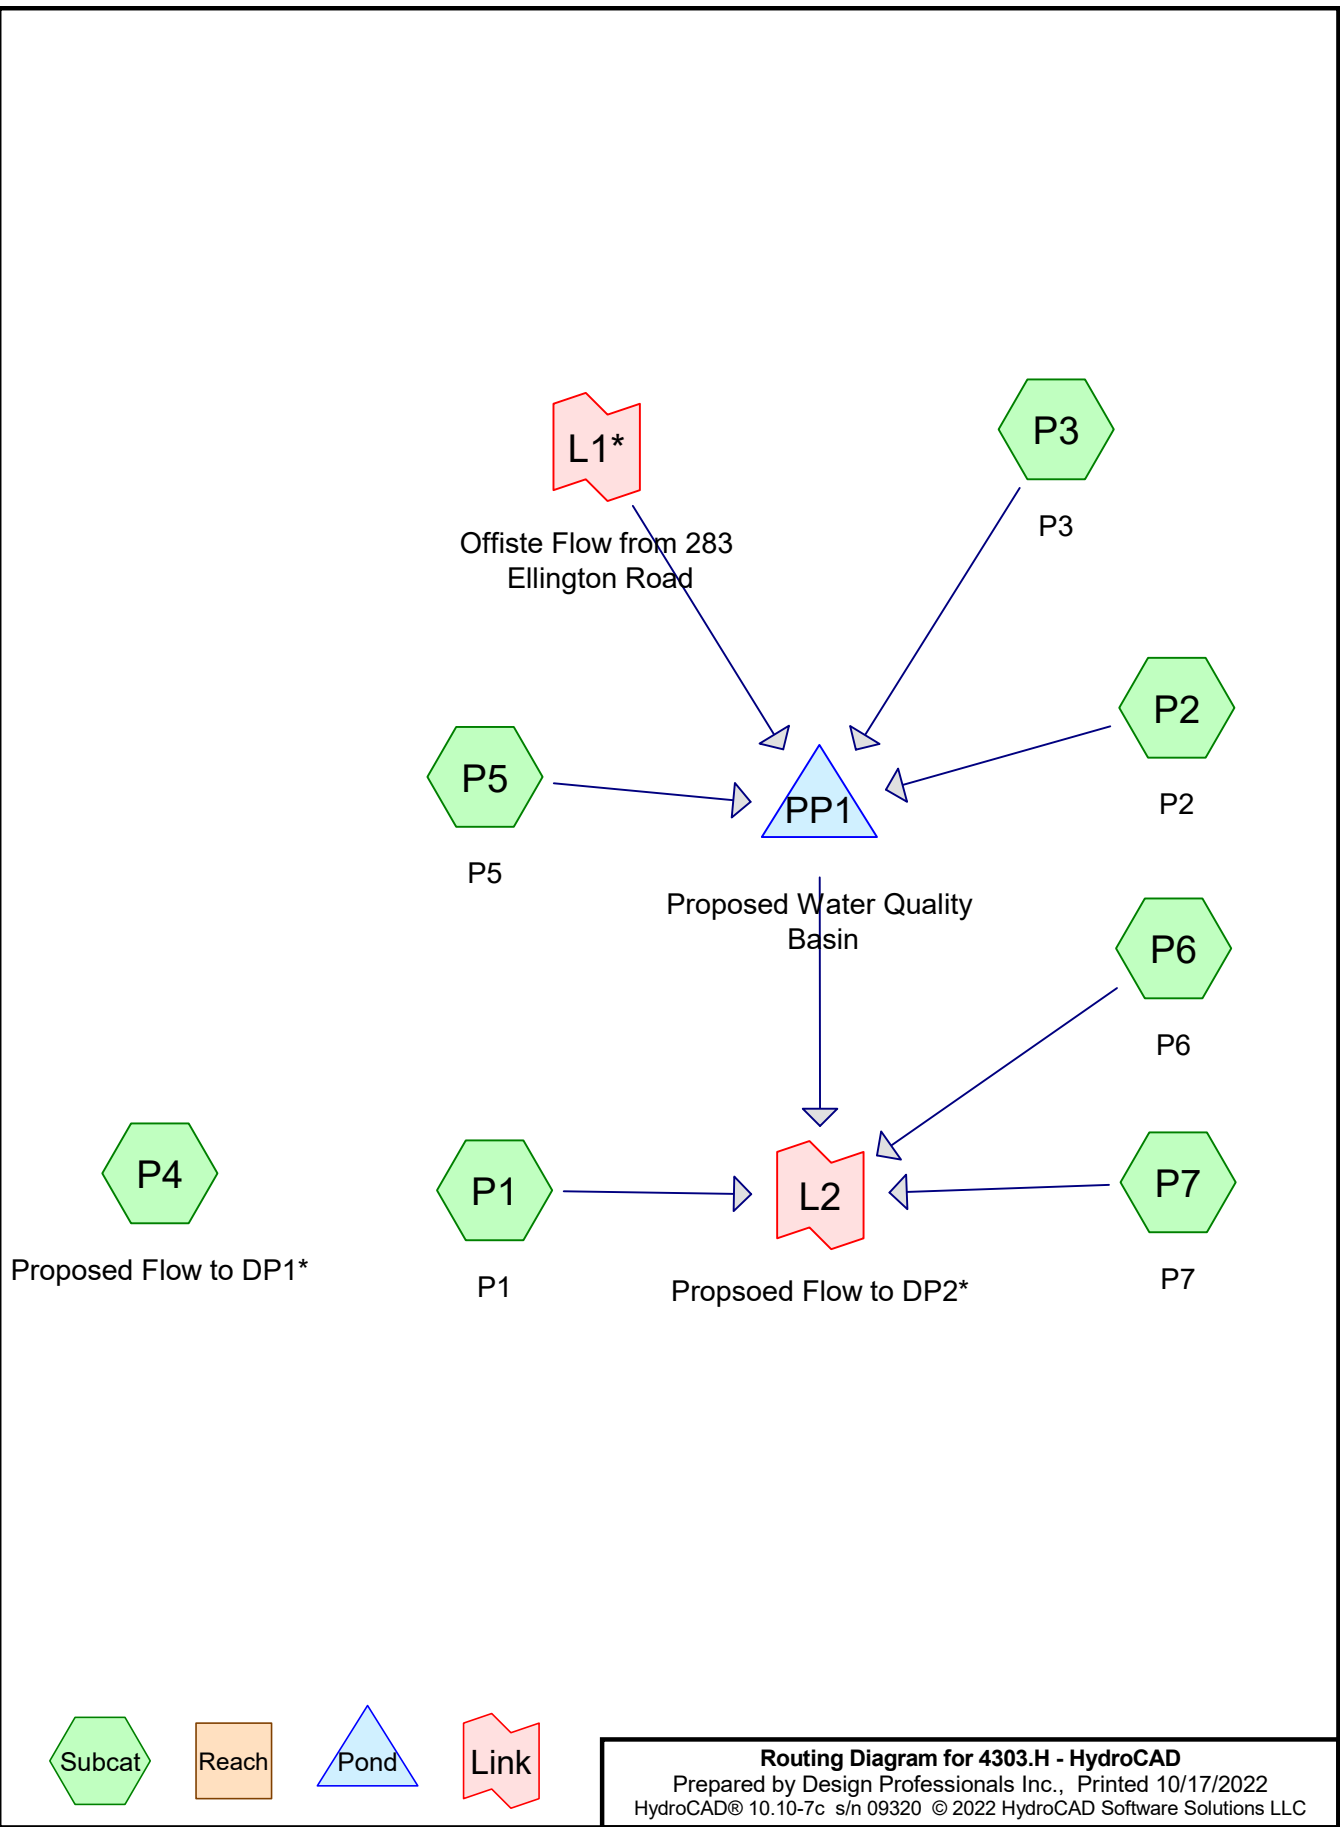 L1*
Offiste Flow from 283
Ellington Road
P3
P3
P2
P2
P5
P5
PP1
Proposed Water Quality
Basin
P6
P6
P4
Proposed Flow to DP1*
P1
P1
L2
Propsoed Flow to DP2*
P7
P7
Subcat
Reach
Pond
Link
Routing Diagram for 4303.H - HydroCAD
Prepared by Design Professionals Inc., Printed 10/17/2022
HydroCAD® 10.10-7c s/n 09320 © 2022 HydroCAD Software Solutions LLC